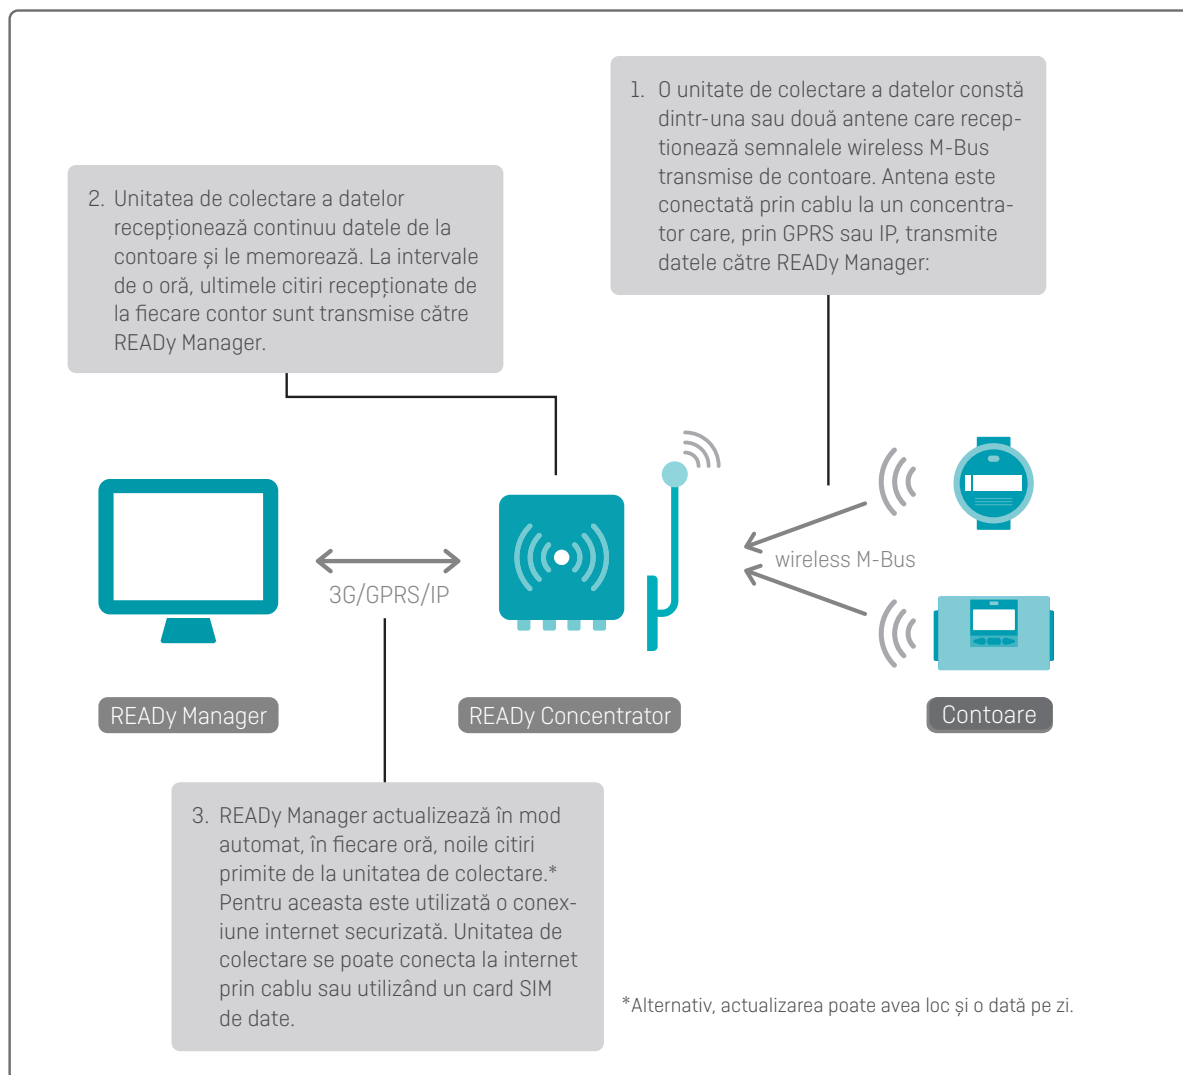 1. O unitate de colectare a datelor constă
dintr-una sau două antene care recep-
ționează semnalele wireless M-Bus
transmise de contoare. Antena este
conectată prin cablu la un concentra-
tor care, prin GPRS sau IP, transmite
datele către READy Manager:
2. Unitatea de colectare a datelor
recepționează continuu datele de la
contoare și le memorează. La intervale
de o oră, ultimele citiri recepționate de
la fiecare contor sunt transmise către
READy Manager.
3G/GPRS/IP
wireless M-Bus
READy Manager
READy Concentrator
Contoare
3. READy Manager actualizează în mod
automat, în fiecare oră, noile citiri
primite de la unitatea de colectare.*
Pentru aceasta este utilizată o conex-
iune internet securizată. Unitatea de
colectare se poate conecta la internet
prin cablu sau utilizând un card SIM
de date.
*Alternativ, actualizarea poate avea loc și o dată pe zi.